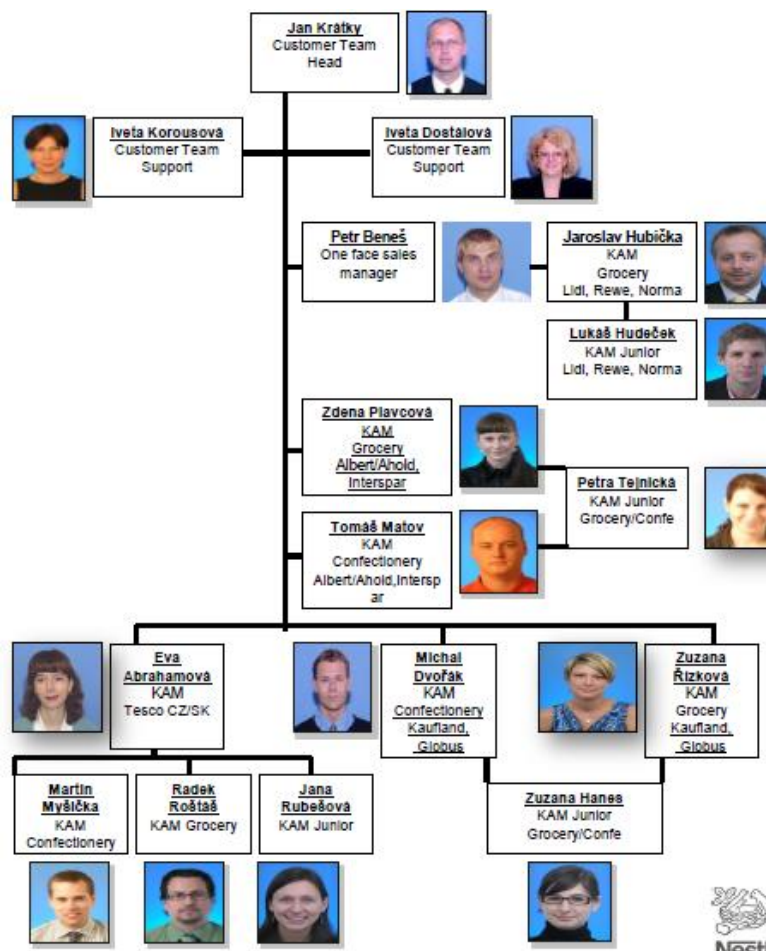 Jan Krátky
Customer Team
Head
Iveta Korousová
Customer Team
Support
Iveta Dostálová
Customer Team
Support
Petr Beneš
One face sales
manager
Jaroslav Hubička
KAM
Grocery
Lidl, Rewe, Norma
Lukáš Hudeček
KAM Junior
Lidl, Rewe, Norma
Zdena Plavcová
KAM
Grocery
Albert/Ahold,
Interspar
Petra Tejnická
KAM Junior
Grocery/Confe
Tomáš Matov
KAM
Confectionery
Albert/Ahold,Intersp
ar
Eva
Abrahamová
KAM
Tesco CZ/SK
Michal
Dvořák
KAM
Confectionery
Kaufland,
Globus
Zuzana
Řízková
KAM
Grocery
Kaufland,
Globus
Martin
Myšička
KAM
Confectionery
Radek
Roštáš
KAM Grocery
Jana
Rubešová
KAM Junior
Zuzana Hanes
KAM Junior
Grocery/Confe